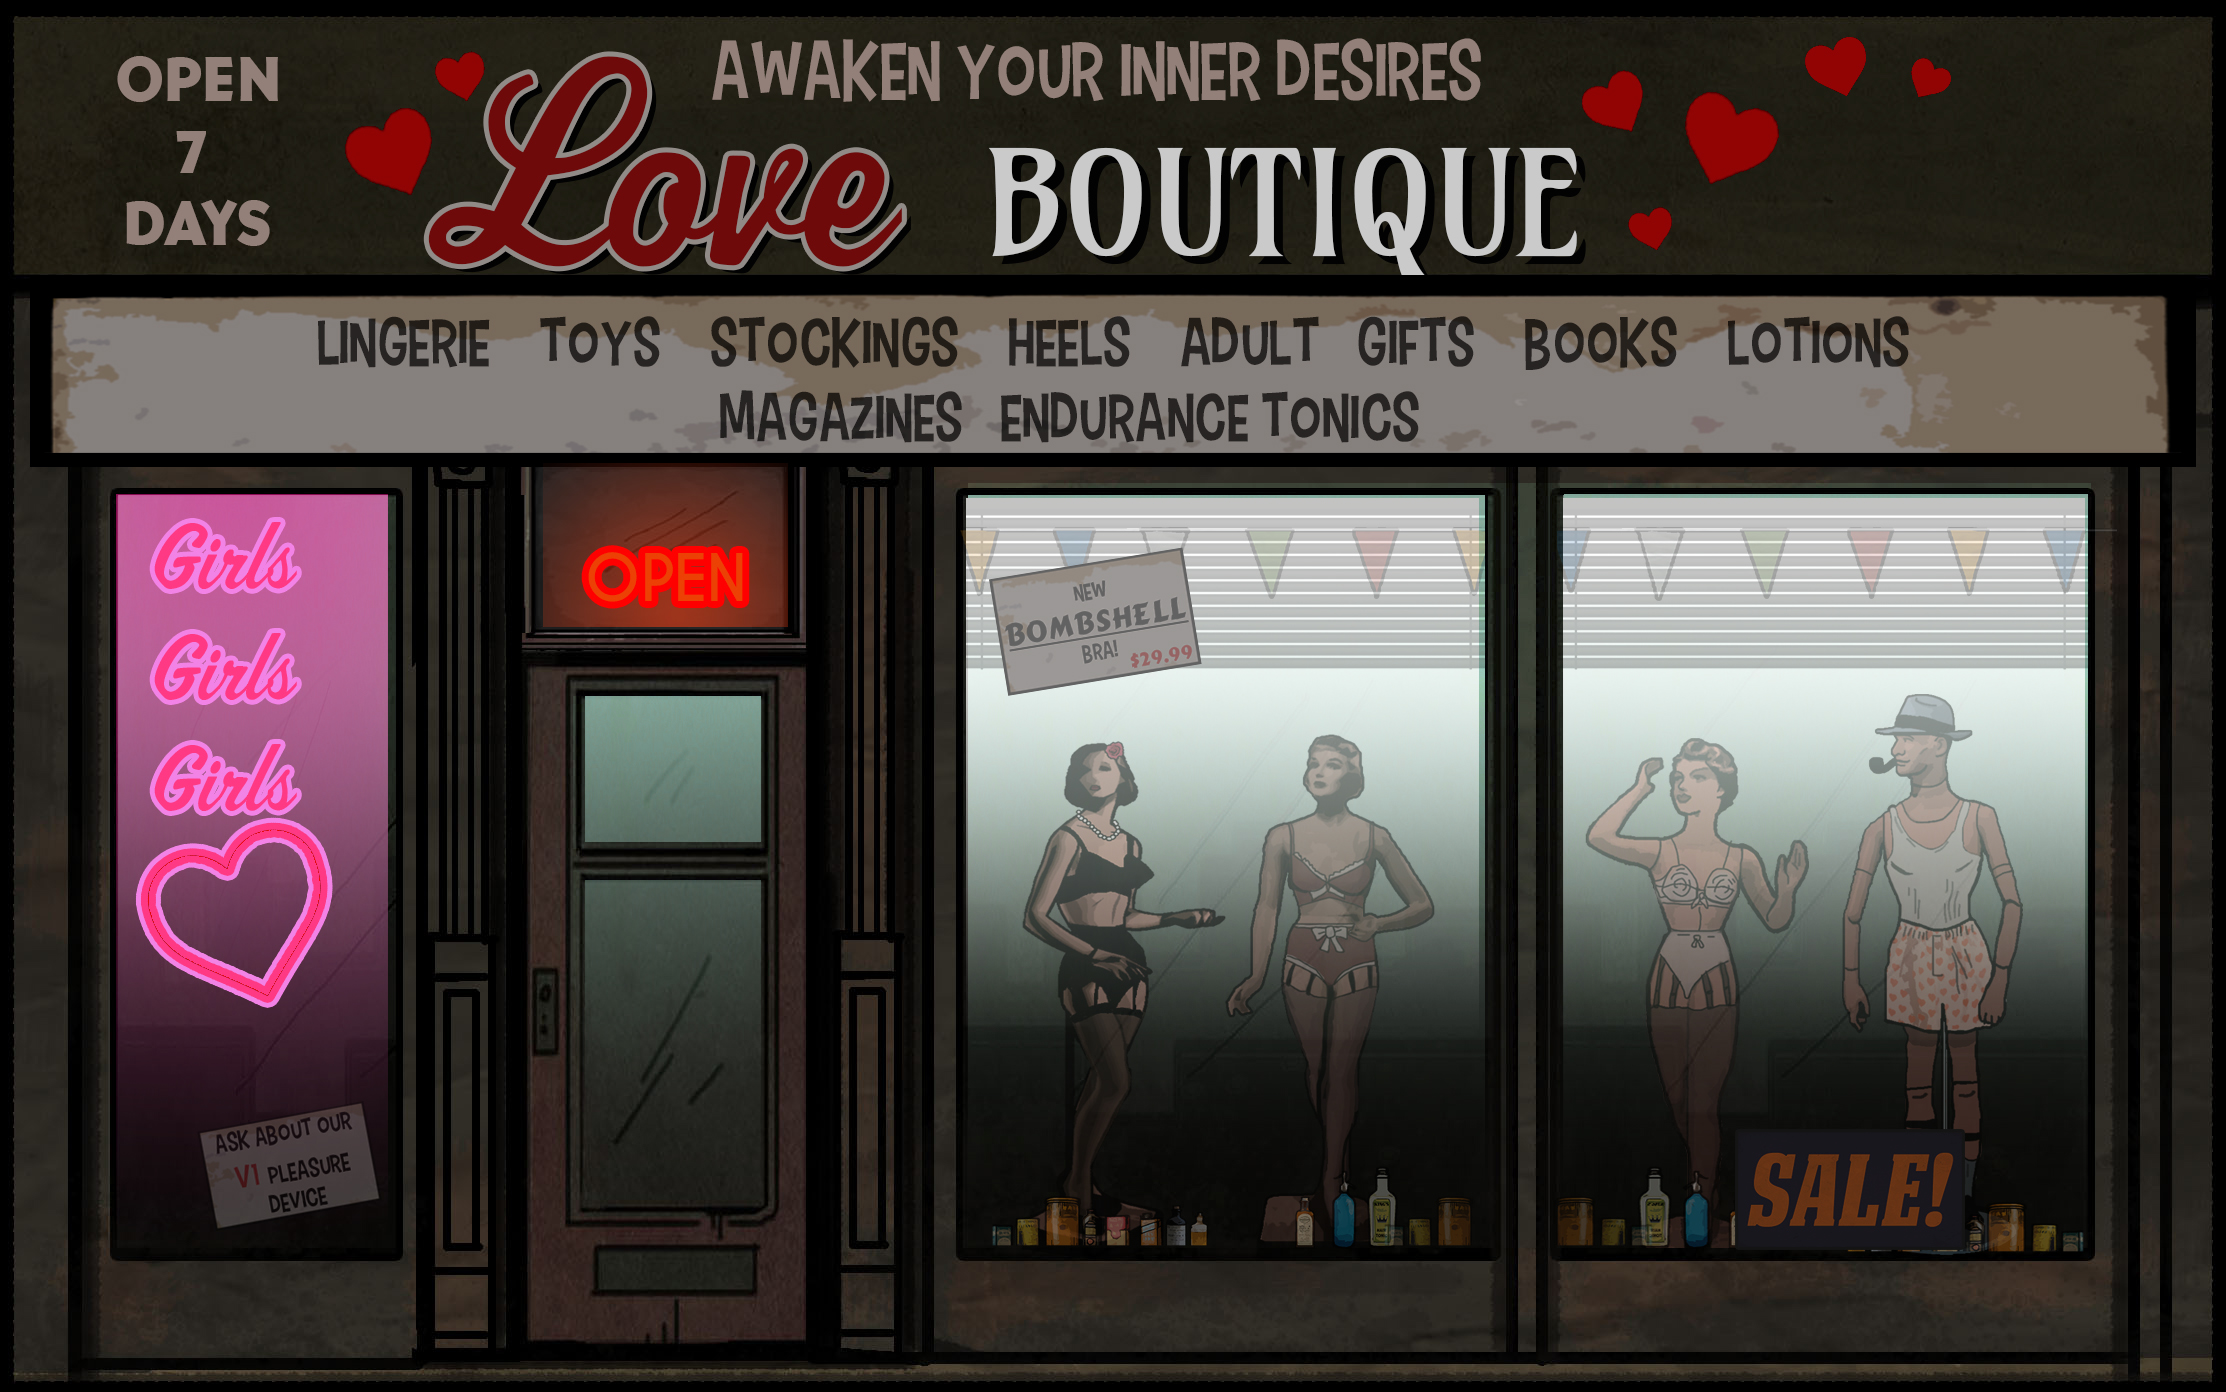 OPEN
7
DAYS
AWAKEN YOUR INNER DESIRES
Love BOUTIQUE
LINGERIE TOYS STOCKINGS HEELS ADULT GIFTS BOOKS LOTIONS
MAGAZINES ENDURANCE TONICS
Girls
Girls
Girls
OPEN
NEW
BOMBSHELL
BRA! $29.99
ASK ABOUT OUR
V1 PLEASURE
DEVICE
SALE!